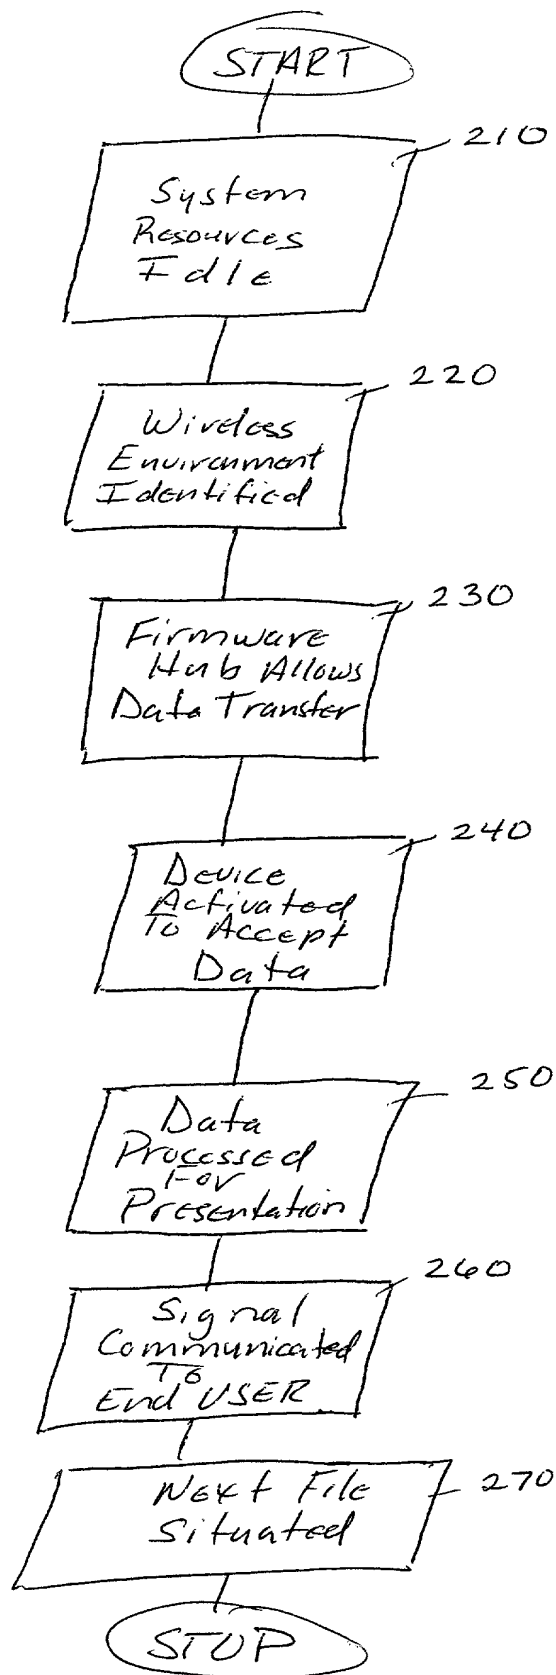 START
210
System
Resources
Idle
220
Wireless
Environment
Identified
230
Firmware
Hub Allows
Data Transfer
240
Device
Activated
To Accept
Data
250
Data
Processed
For
Presentation
260
Signal
Communicated
To
End USER
270
Next File
Situated
STOP